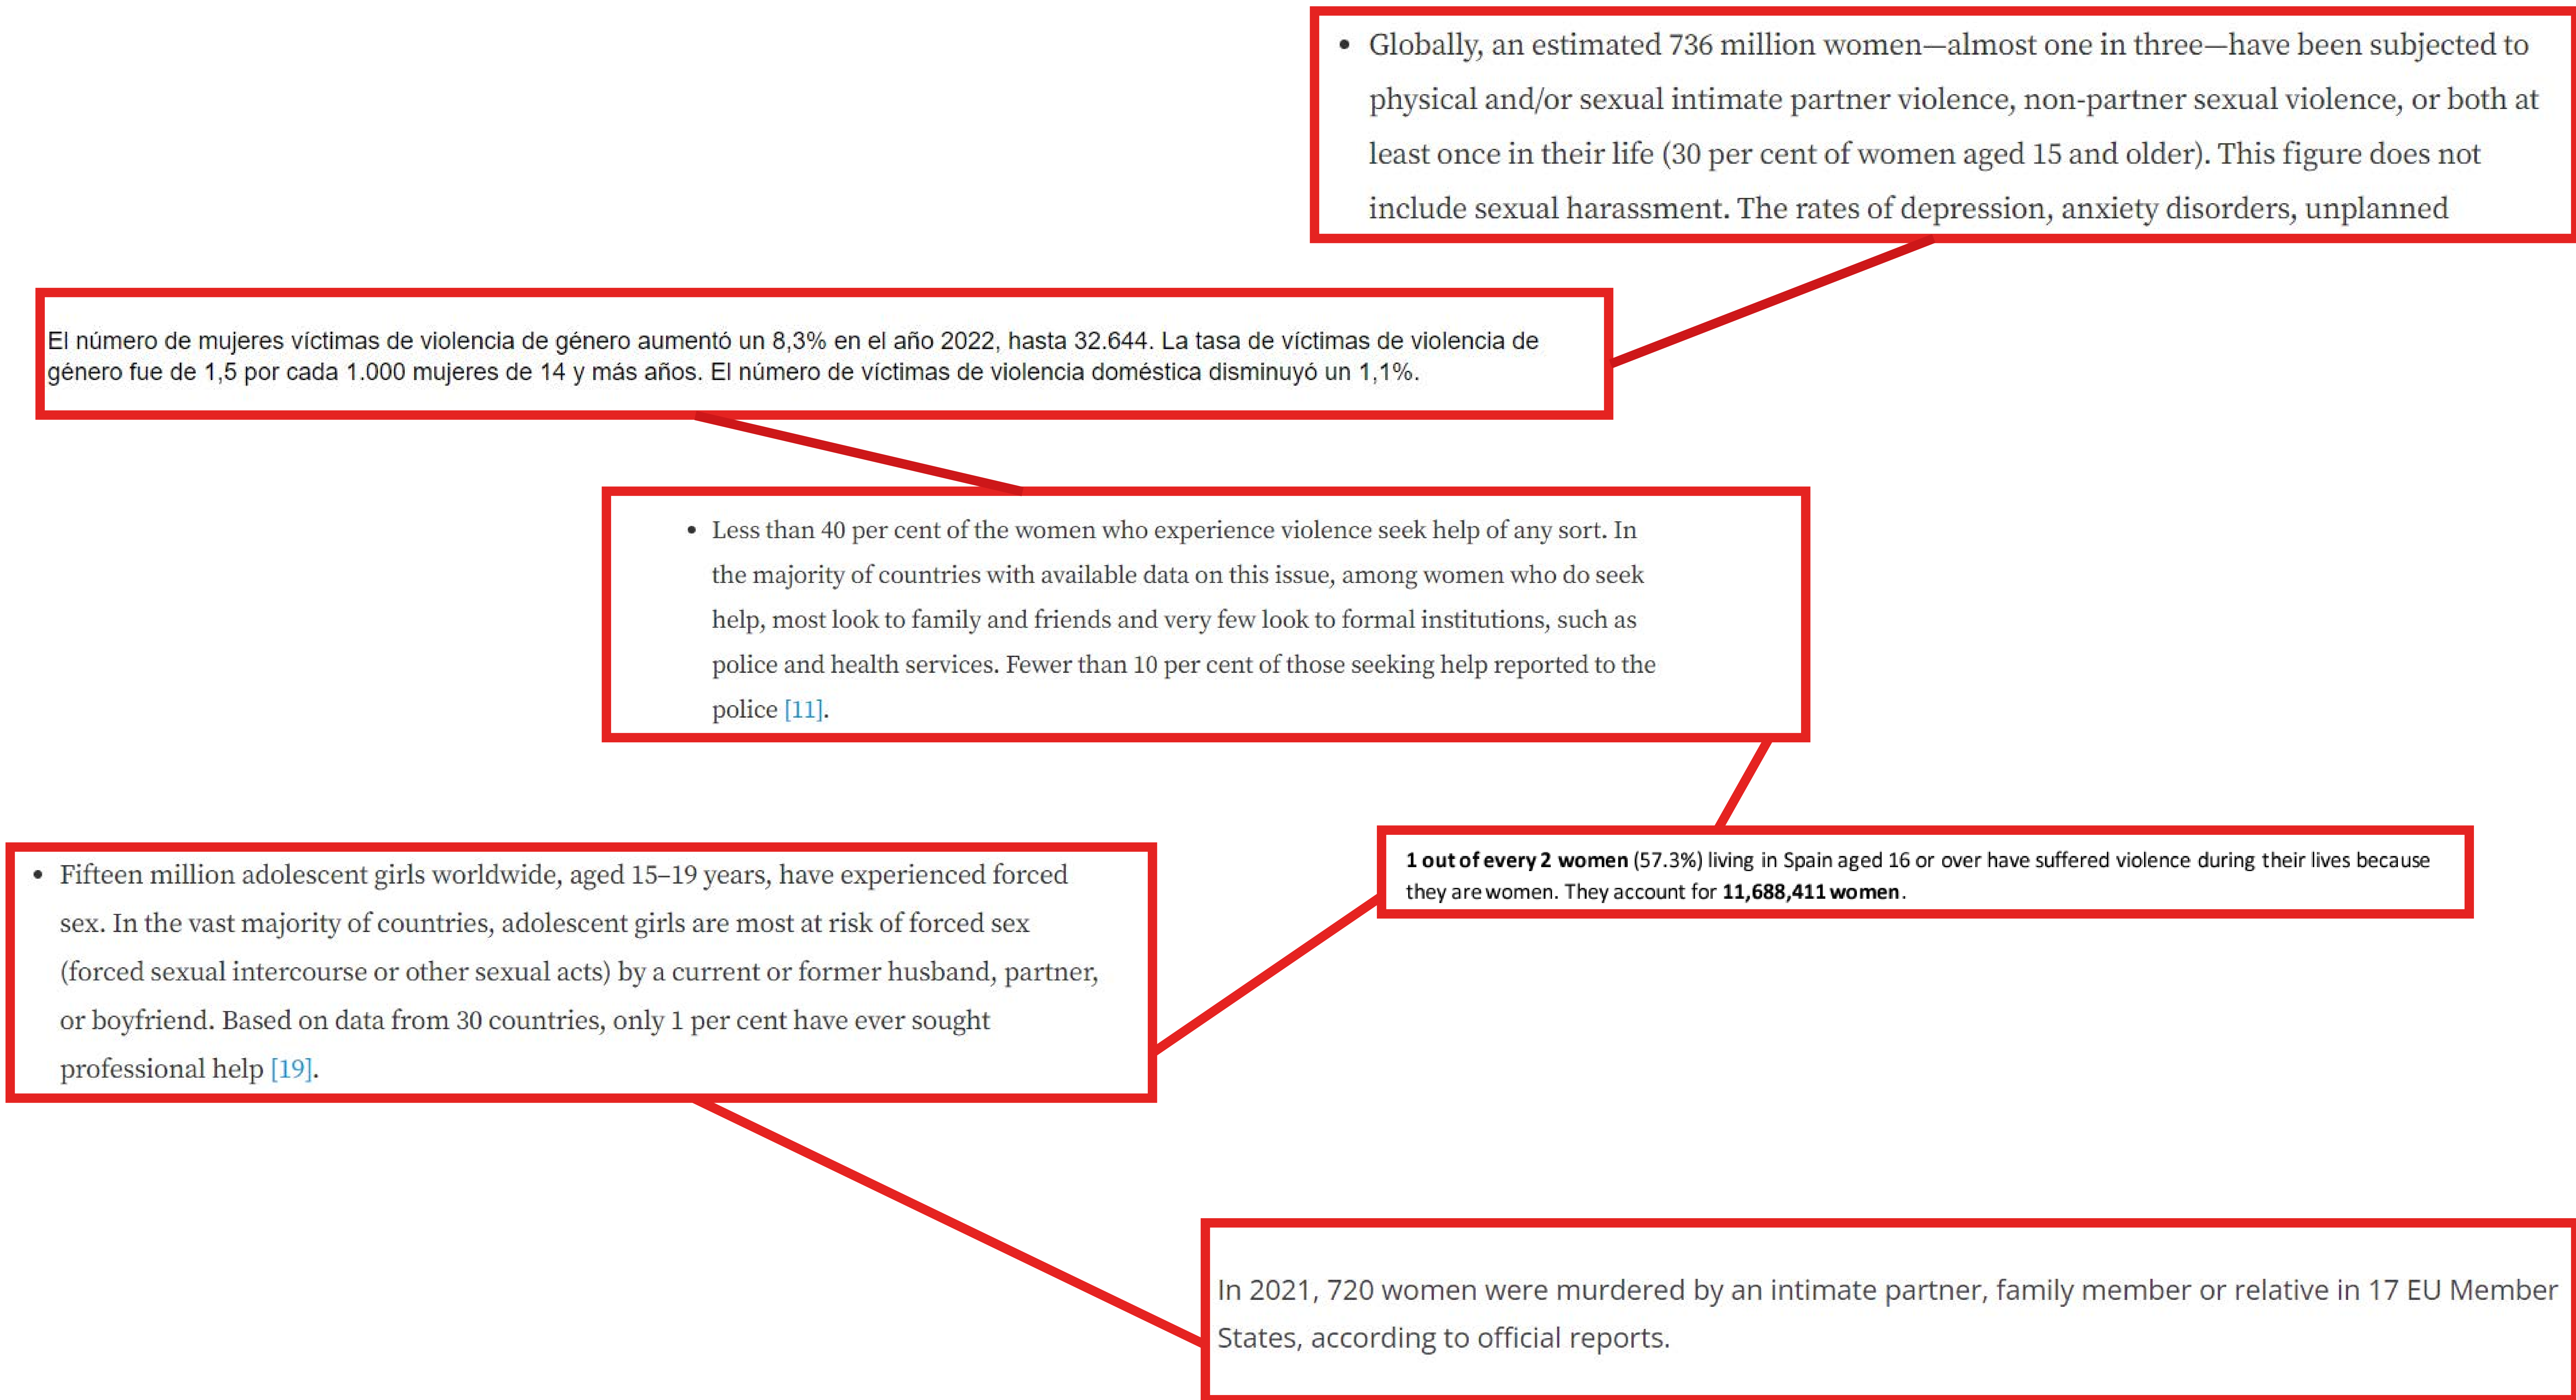 • Globally, an estimated 736 million women—almost one in three—have been subjected to
physical and/or sexual intimate partner violence, non-partner sexual violence, or both at
least once in their life (30 per cent of women aged 15 and older). This figure does not
include sexual harassment. The rates of depression, anxiety disorders, unplanned
El número de mujeres víctimas de violencia de género aumentó un 8,3% en el año 2022, hasta 32.644. La tasa de víctimas de violencia de
género fue de 1,5 por cada 1.000 mujeres de 14 y más años. El número de víctimas de violencia doméstica disminuyó un 1,1%.
• Less than 40 per cent of the women who experience violence seek help of any sort. In
the majority of countries with available data on this issue, among women who do seek
help, most look to family and friends and very few look to formal institutions, such as
police and health services. Fewer than 10 per cent of those seeking help reported to the
police [11].
1 out of every 2 women (57.3%) living in Spain aged 16 or over have suffered violence during their lives because
they are women. They account for 11,688,411 women.
• Fifteen million adolescent girls worldwide, aged 15–19 years, have experienced forced
sex. In the vast majority of countries, adolescent girls are most at risk of forced sex
(forced sexual intercourse or other sexual acts) by a current or former husband, partner,
or boyfriend. Based on data from 30 countries, only 1 per cent have ever sought
professional help [19].
In 2021, 720 women were murdered by an intimate partner, family member or relative in 17 EU Member
States, according to official reports.